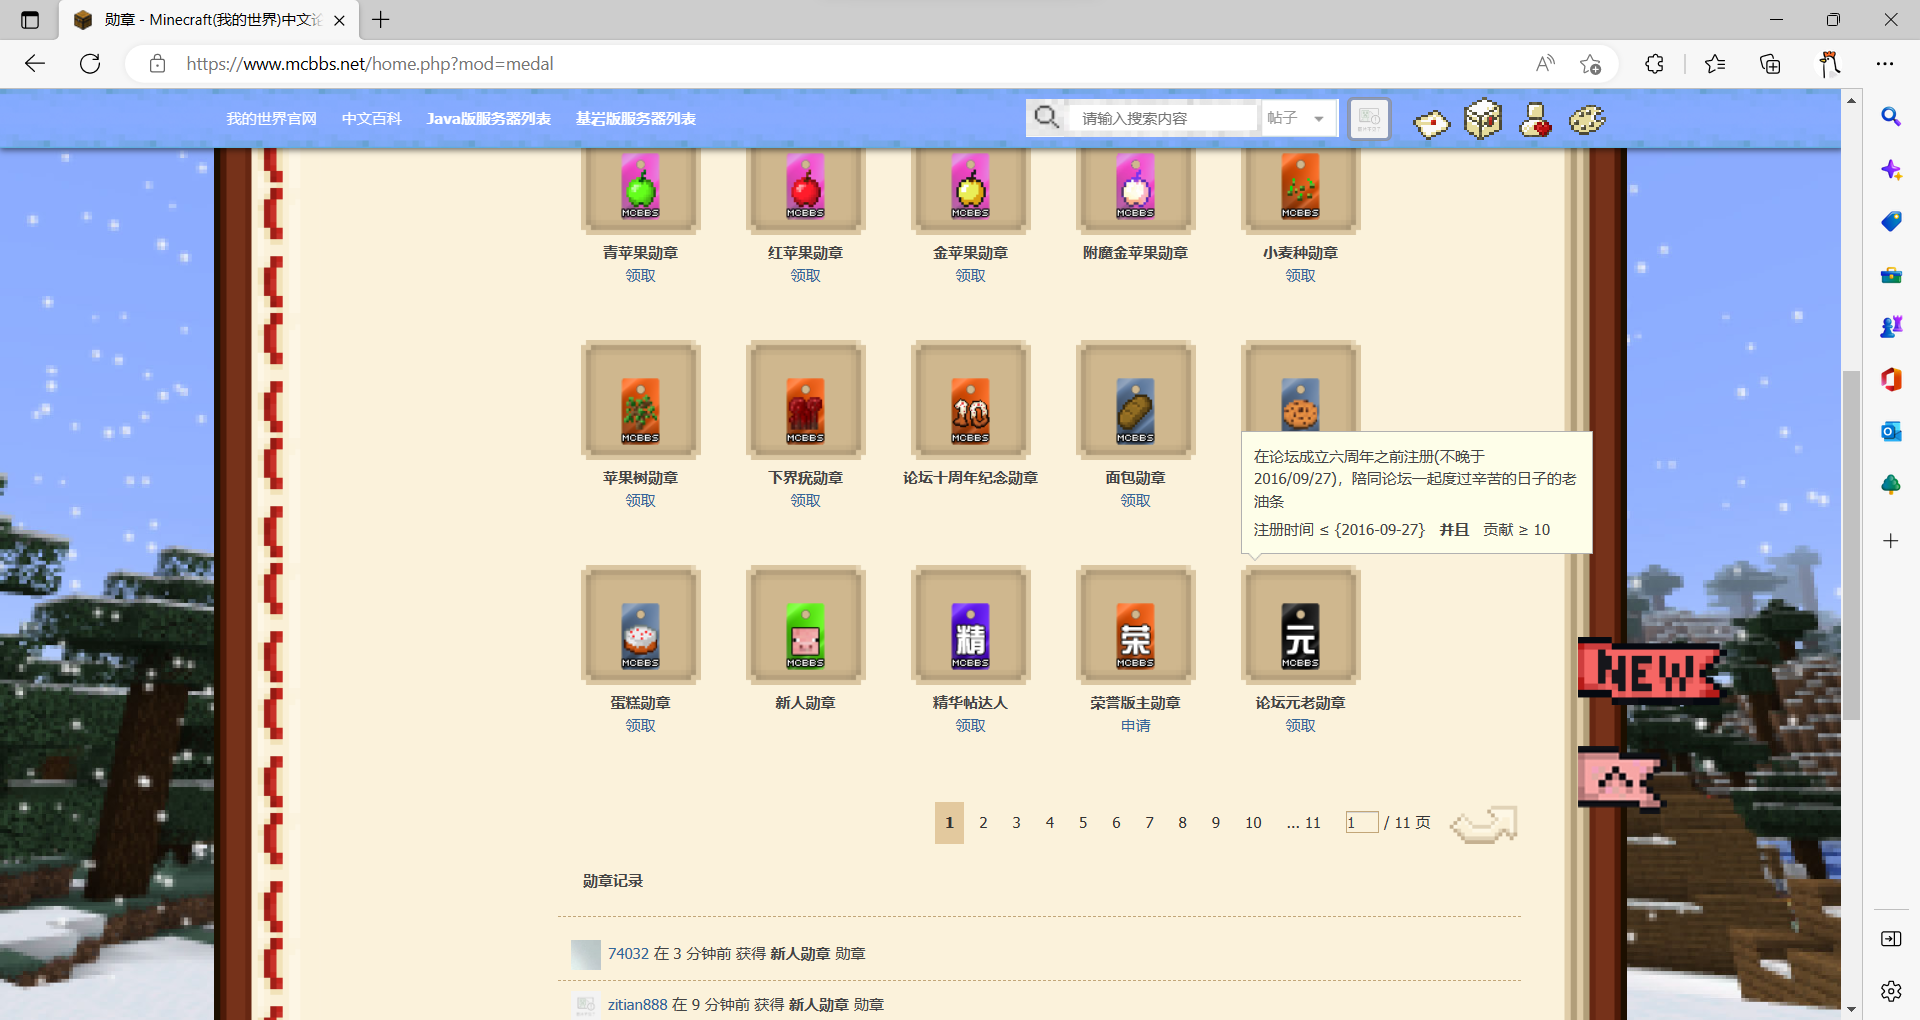 勋章 - Minecraft(我的世界)中文论
https://www.mcbbs.net/home.php?mod=medal
我的世界官网 中文百科 Java版服务器列表 基岩版服务器列表 请输入搜索内容 帖子
MCBBS MCBBS MCBBS MCBBS MCBBS
青苹果勋章 红苹果勋章 金苹果勋章 附魔金苹果勋章 小麦种勋章
领取 领取 领取 领取
10
MCBBS MCBBS MCBBS MCBBS
苹果树勋章 下界疣勋章 论坛十周年纪念勋章 面包勋章
领取 领取 领取
在论坛成立六周年之前注册(不晚于
2016/09/27)，陪同论坛一起度过辛苦的日子的老
油条
注册时间 ≤ {2016-09-27} 并且 贡献 ≥ 10
精 荣 元
MCBBS MCBBS MCBBS MCBBS MCBBS
蛋糕勋章 新人勋章 精华帖达人 荣誉版主勋章 论坛元老勋章
领取 领取 申请 领取
NEW
1 2 3 4 5 6 7 8 9 10 ... 11 1 / 11 页
勋章记录
74032 在 3 分钟前 获得 新人勋章 勋章
zitian888 在 9 分钟前 获得 新人勋章 勋章